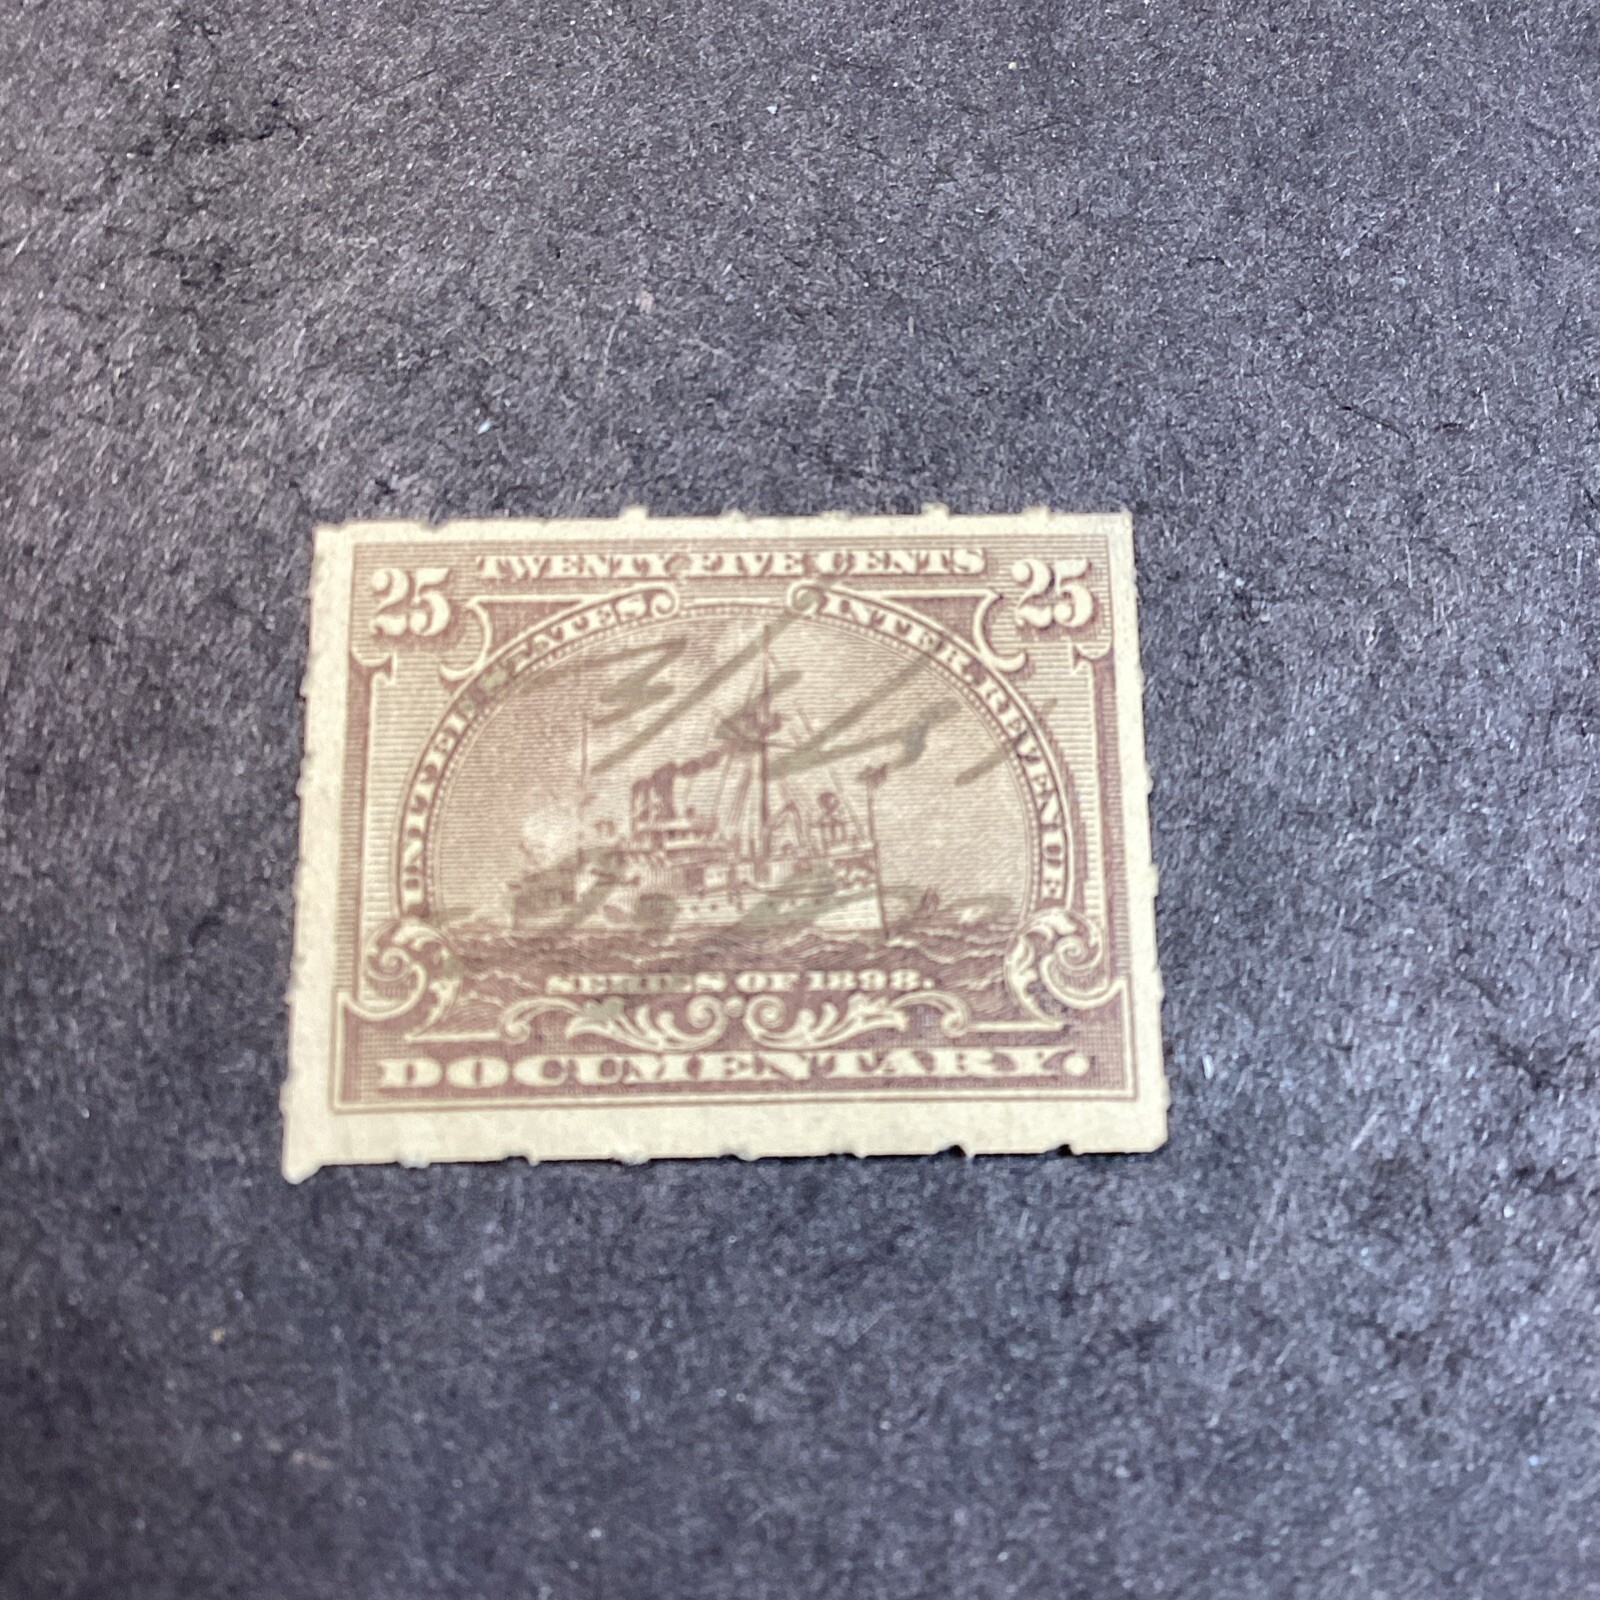 TWENTY FIVE CENTS
25 25
UNITED STATES INTER. REVENUE
SERIES OF 1898.
DOCUMENTARY.